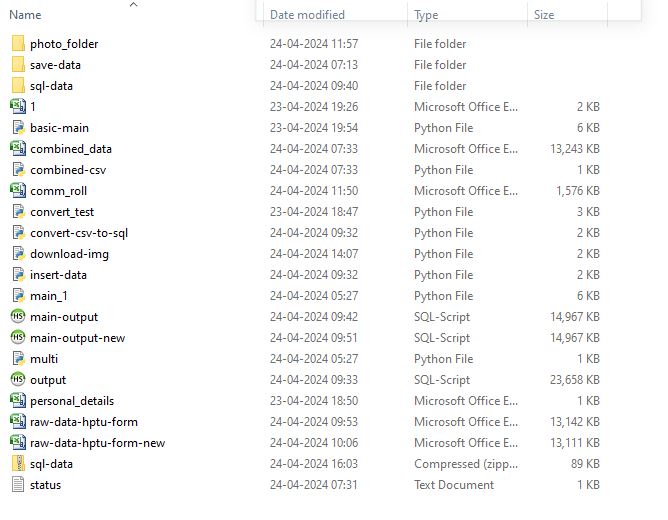 Name Date modified Type Size
photo_folder 24-04-2024 11:57 File folder
save-data 24-04-2024 07:13 File folder
sql-data 24-04-2024 09:40 File folder
1 23-04-2024 19:26 Microsoft Office E... 2 KB
basic-main 23-04-2024 19:54 Python File 6 KB
combined_data 24-04-2024 07:33 Microsoft Office E... 13,243 KB
combined-csv 24-04-2024 07:33 Python File 1 KB
comm_roll 24-04-2024 11:50 Microsoft Office E... 1,576 KB
convert_test 23-04-2024 18:47 Python File 3 KB
convert-csv-to-sql 24-04-2024 09:32 Python File 2 KB
download-img 24-04-2024 14:07 Python File 2 KB
insert-data 24-04-2024 09:32 Python File 2 KB
main_1 24-04-2024 05:27 Python File 6 KB
main-output 24-04-2024 09:42 SQL-Script 14,967 KB
main-output-new 24-04-2024 09:51 SQL-Script 14,967 KB
multi 24-04-2024 05:27 Python File 1 KB
output 24-04-2024 09:33 SQL-Script 23,658 KB
personal_details 23-04-2024 18:50 Microsoft Office E... 1 KB
raw-data-hptu-form 24-04-2024 09:53 Microsoft Office E... 13,142 KB
raw-data-hptu-form-new 24-04-2024 10:06 Microsoft Office E... 13,111 KB
sql-data 24-04-2024 16:03 Compressed (zipp... 89 KB
status 24-04-2024 07:31 Text Document 1 KB